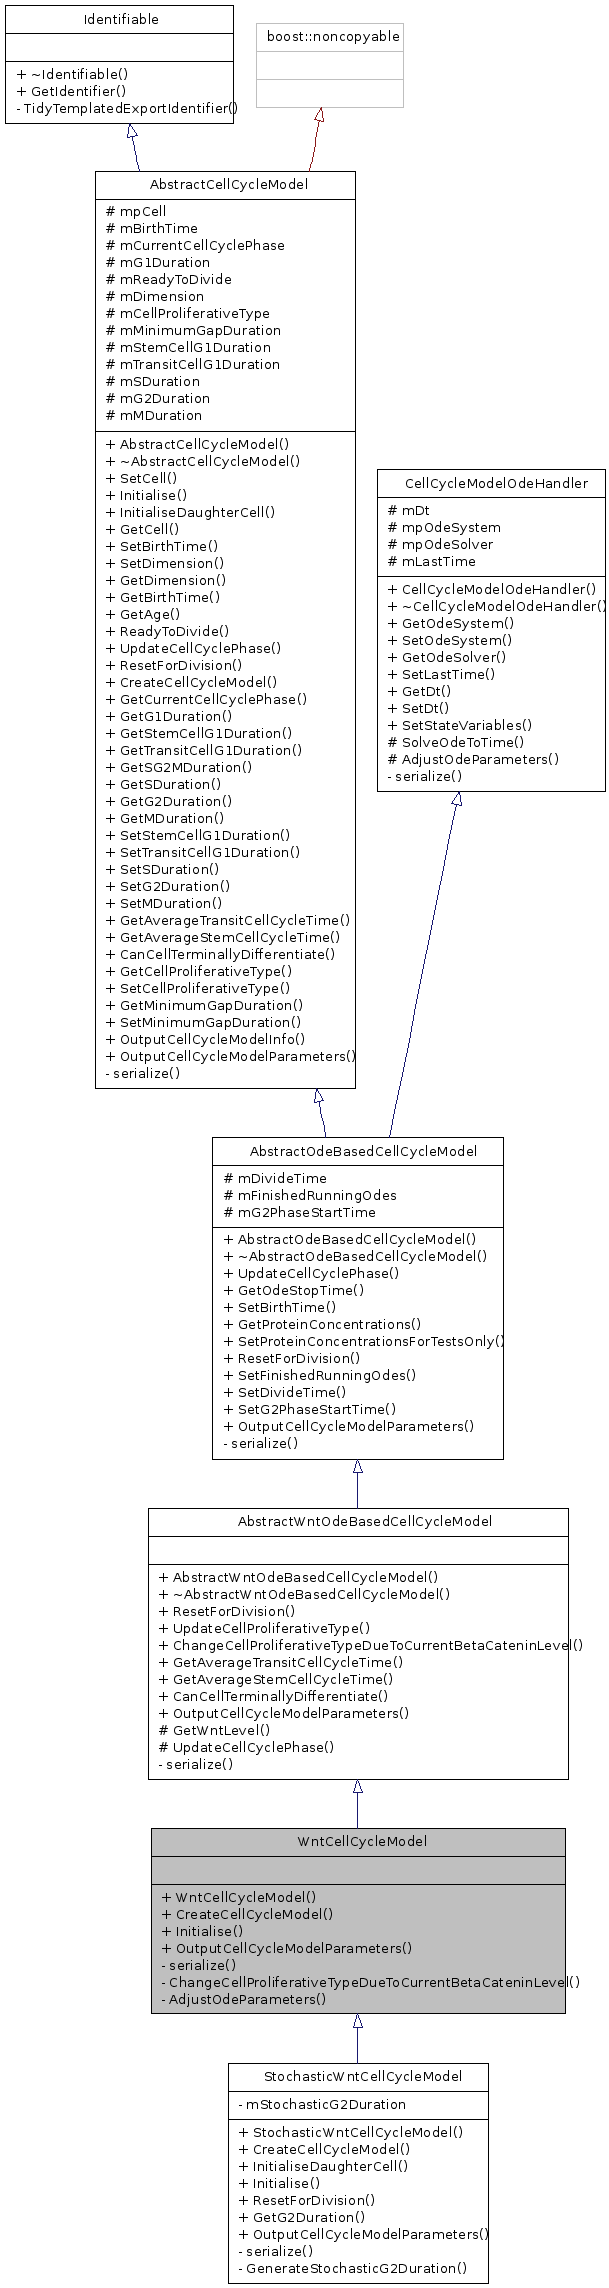 Identifiable
+ ~Identifiable()
+ GetIdentifier()
- TidyTemplatedExportIdentifier()
boost::noncopyable
AbstractCellCycleModel
# mpCell
# mBirthTime
# mCurrentCellCyclePhase
# mG1Duration
# mReadyToDivide
# mDimension
# mCellProliferativeType
# mMinimumGapDuration
# mStemCellG1Duration
# mTransitCellG1Duration
# mSDuration
# mG2Duration
# mMDuration
+ AbstractCellCycleModel()
+ ~AbstractCellCycleModel()
+ SetCell()
+ Initialise()
+ InitialiseDaughterCell()
+ GetCell()
+ SetBirthTime()
+ SetDimension()
+ GetDimension()
+ GetBirthTime()
+ GetAge()
+ ReadyToDivide()
+ UpdateCellCyclePhase()
+ ResetForDivision()
+ CreateCellCycleModel()
+ GetCurrentCellCyclePhase()
+ GetG1Duration()
+ GetStemCellG1Duration()
+ GetTransitCellG1Duration()
+ GetSG2MDuration()
+ GetSDuration()
+ GetG2Duration()
+ GetMDuration()
+ SetStemCellG1Duration()
+ SetTransitCellG1Duration()
+ SetSDuration()
+ SetG2Duration()
+ SetMDuration()
+ GetAverageTransitCellCycleTime()
+ GetAverageStemCellCycleTime()
+ CanCellTerminallyDifferentiate()
+ GetCellProliferativeType()
+ SetCellProliferativeType()
+ GetMinimumGapDuration()
+ SetMinimumGapDuration()
+ OutputCellCycleModelInfo()
+ OutputCellCycleModelParameters()
- serialize()
CellCycleModelOdeHandler
# mDt
# mpOdeSystem
# mpOdeSolver
# mLastTime
+ CellCycleModelOdeHandler()
+ ~CellCycleModelOdeHandler()
+ GetOdeSystem()
+ SetOdeSystem()
+ GetOdeSolver()
+ SetLastTime()
+ GetDt()
+ SetDt()
+ SetStateVariables()
# SolveOdeToTime()
# AdjustOdeParameters()
- serialize()
AbstractOdeBasedCellCycleModel
# mDivideTime
# mFinishedRunningOdes
# mG2PhaseStartTime
+ AbstractOdeBasedCellCycleModel()
+ ~AbstractOdeBasedCellCycleModel()
+ UpdateCellCyclePhase()
+ GetOdeStopTime()
+ SetBirthTime()
+ GetProteinConcentrations()
+ SetProteinConcentrationsForTestsOnly()
+ ResetForDivision()
+ SetFinishedRunningOdes()
+ SetDivideTime()
+ SetG2PhaseStartTime()
+ OutputCellCycleModelParameters()
- serialize()
AbstractWntOdeBasedCellCycleModel
+ AbstractWntOdeBasedCellCycleModel()
+ ~AbstractWntOdeBasedCellCycleModel()
+ ResetForDivision()
+ UpdateCellProliferativeType()
+ ChangeCellProliferativeTypeDueToCurrentBetaCateninLevel()
+ GetAverageTransitCellCycleTime()
+ GetAverageStemCellCycleTime()
+ CanCellTerminallyDifferentiate()
+ OutputCellCycleModelParameters()
# GetWntLevel()
# UpdateCellCyclePhase()
- serialize()
WntCellCycleModel
+ WntCellCycleModel()
+ CreateCellCycleModel()
+ Initialise()
+ OutputCellCycleModelParameters()
- serialize()
- ChangeCellProliferativeTypeDueToCurrentBetaCateninLevel()
- AdjustOdeParameters()
StochasticWntCellCycleModel
- mStochasticG2Duration
+ StochasticWntCellCycleModel()
+ CreateCellCycleModel()
+ InitialiseDaughterCell()
+ Initialise()
+ ResetForDivision()
+ GetG2Duration()
+ OutputCellCycleModelParameters()
- serialize()
- GenerateStochasticG2Duration()